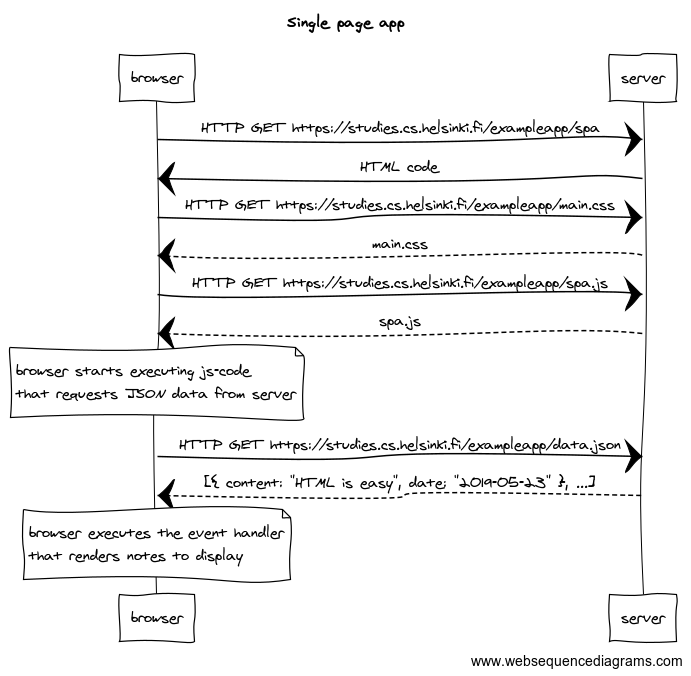 Single page app
browser
server
HTTP GET https://studies.cs.helsinki.fi/exampleapp/spa
HTML code
HTTP GET https://studies.cs.helsinki.fi/exampleapp/main.css
main.css
HTTP GET https://studies.cs.helsinki.fi/exampleapp/spa.js
spa.js
browser starts executing js-code
that requests JSON data from server
HTTP GET https://studies.cs.helsinki.fi/exampleapp/data.json
[{ content: "HTML is easy", date: "2019-05-23" }, ...]
browser executes the event handler
that renders notes to display
browser
server
www.websequencediagrams.com